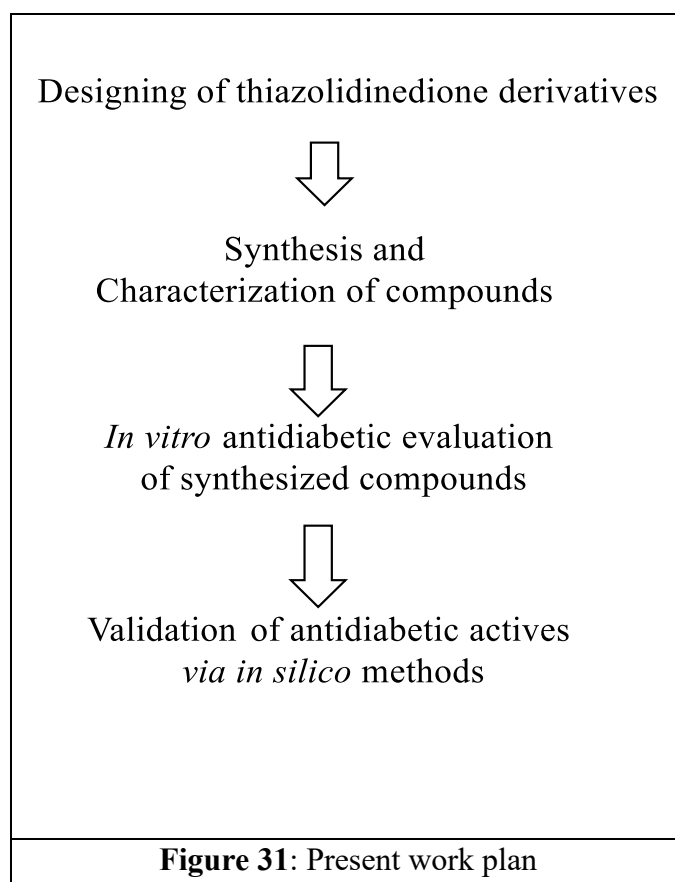 Designing of thiazolidinedione derivatives
Synthesis and
Characterization of compounds
In vitro antidiabetic evaluation
of synthesized compounds
Validation of antidiabetic actives
via in silico methods
Figure 31: Present work plan